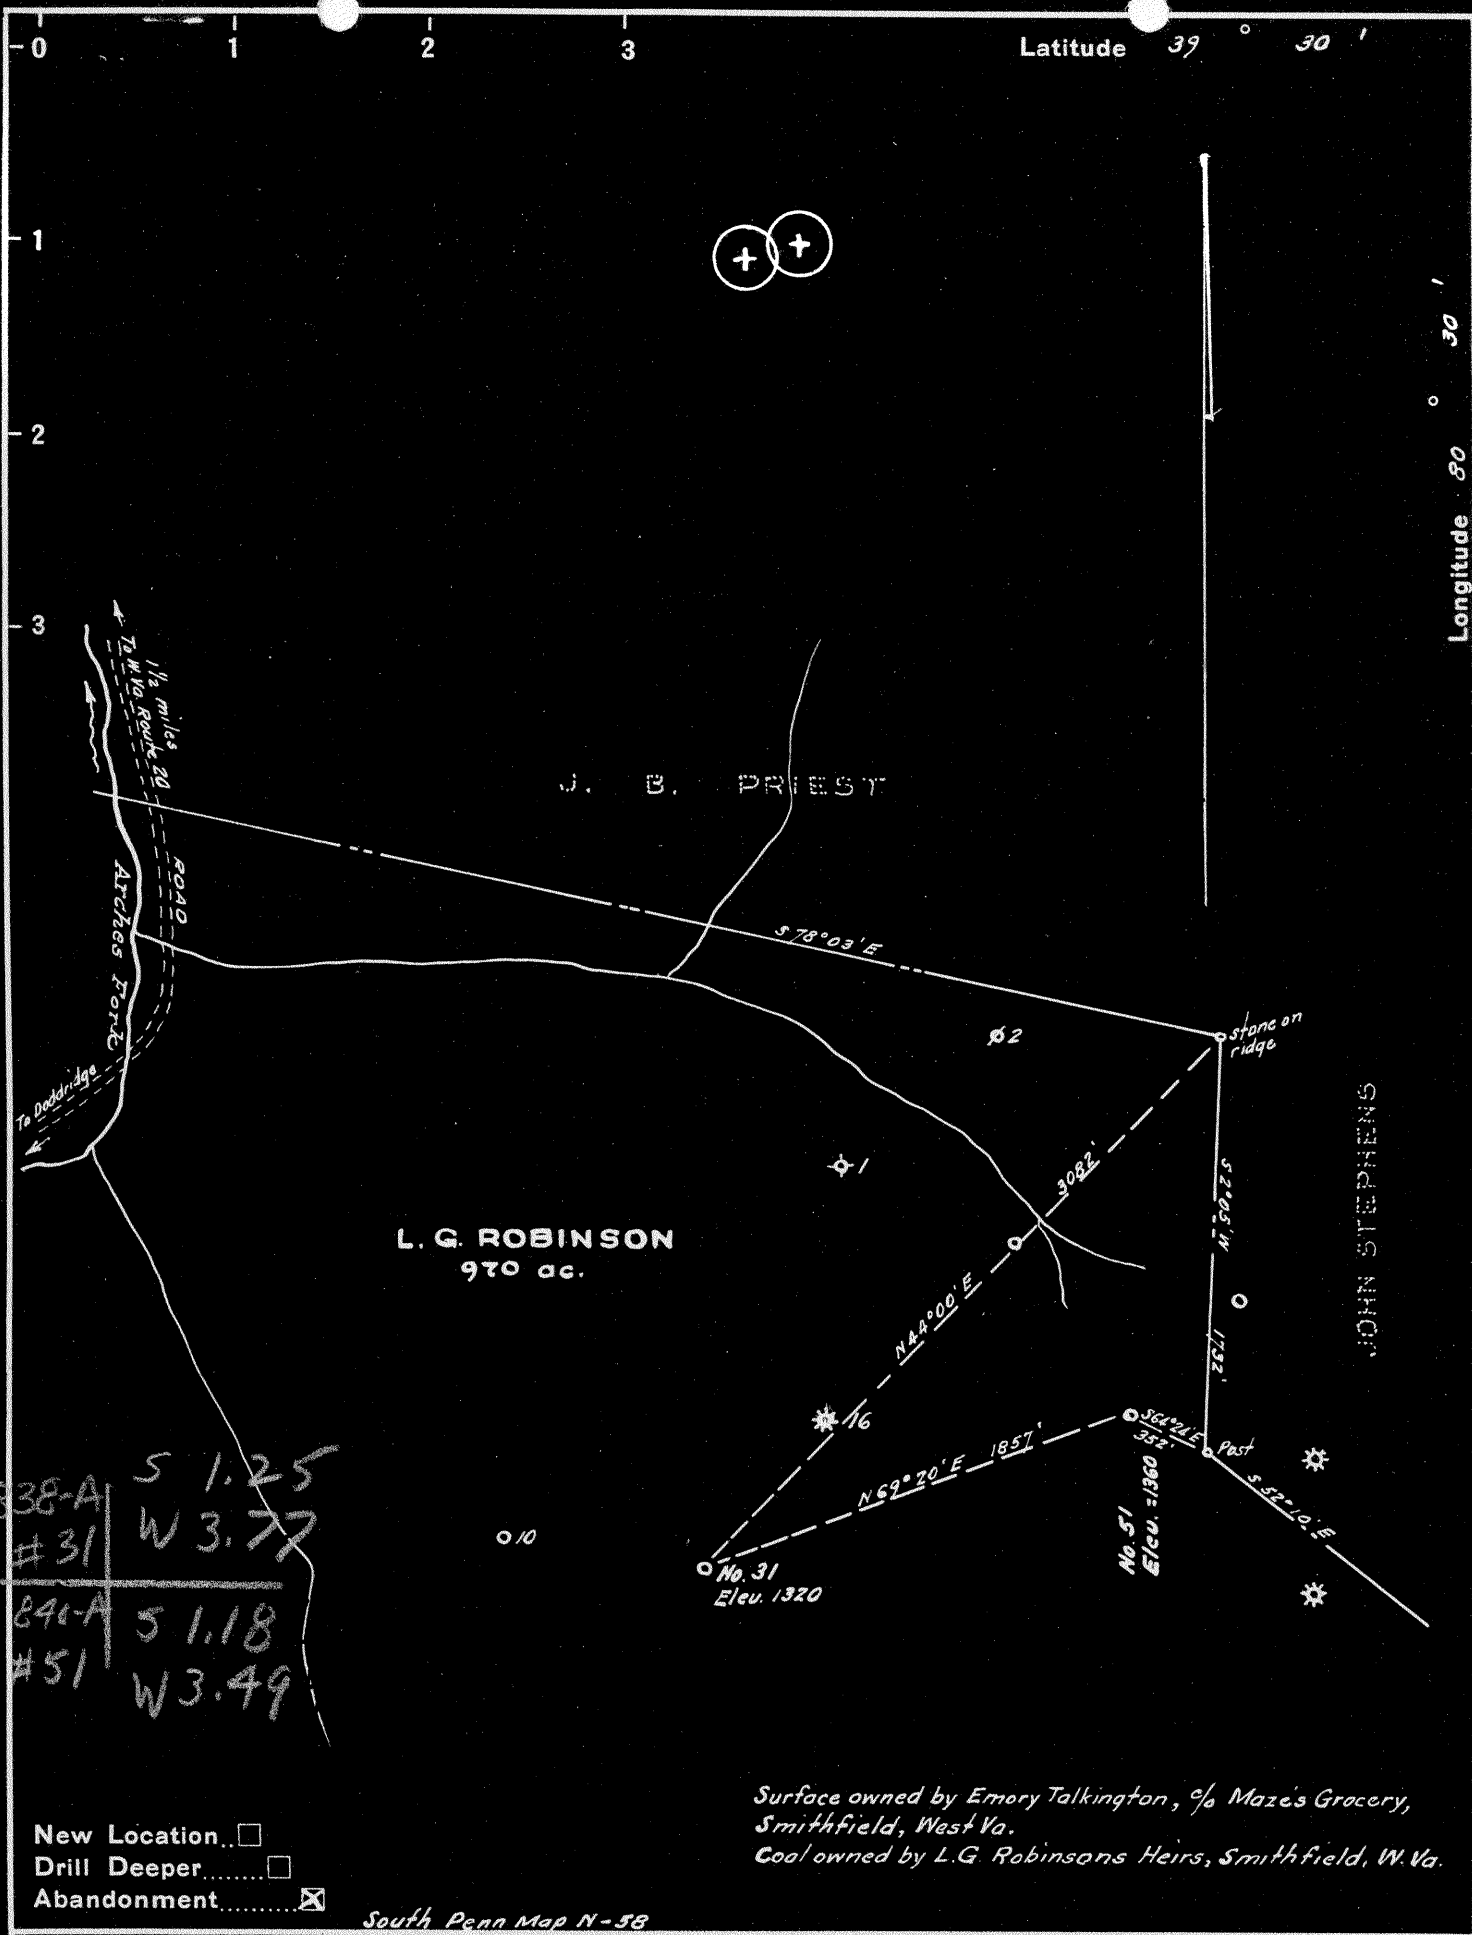 0 1 2 3
Latitude 39 ° 30 '
1
2
3
Longitude 80 ° 30 '
1½ miles
To W.Va. Route 20
J. B. PRIEST
ROAD
Arches Fork
S 78°03' E
2
stone on
ridge
To Doddridge
JOHN STEPHENS
1
3082'
S 2°05' W
L. G. ROBINSON
970 ac.
N 44°00' E
1732'
16
N 69°20' E 1857'
352'
Post
S 52°10' E
No. 51
Elev. = 1360
10
No. 31
Elev. 1320
38-A
#31
S 1.25
W 3.77
#51
S 1.18
W 3.49
Surface owned by Emory Talkington, c/o Maze's Grocery,
Smithfield, West Va.
Coal owned by L.G. Robinsons Heirs, Smithfield, W. Va.
New Location..☐
Drill Deeper........☐
Abandonment..........☒
South Penn Map N-58